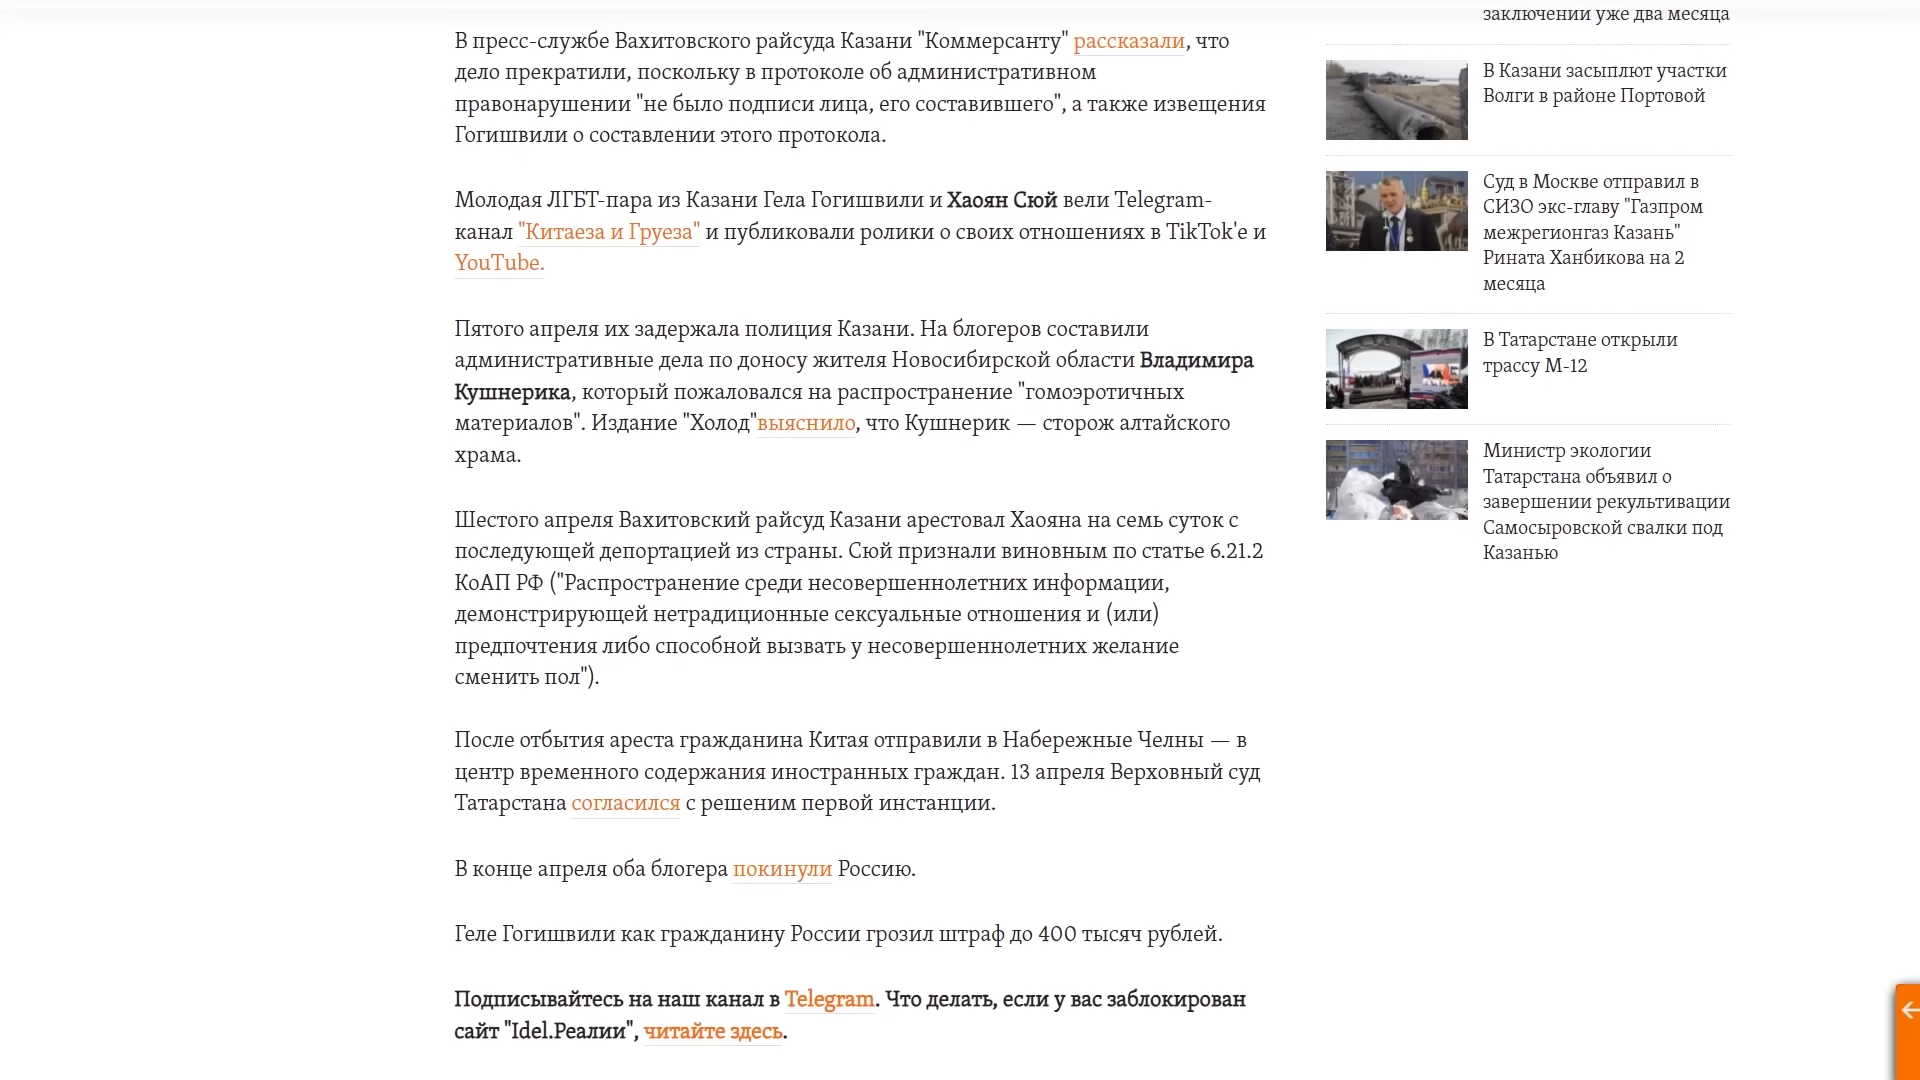 В пресс-службе Вахитовского райсуда Казани "Коммерсанту" рассказали, что
дело прекратили, поскольку в протоколе об административном
правонарушении "не было подписи лица, его составившего", а также извещения
Гогишвили о составлении этого протокола.
Молодая ЛГБТ-пара из Казани Гела Гогишвили и Хаоян Сюй вели Telegram-
канал "Китаеза и Груеза" и публиковали ролики о своих отношениях в TikTok'е и
YouTube.
Пятого апреля их задержала полиция Казани. На блогеров составили
административные дела по доносу жителя Новосибирской области Владимира
Кушнерика, который пожаловался на распространение "гомоэротичных
материалов". Издание "Холод"выяснило, что Кушнерик — сторож алтайского
храма.
Шестого апреля Вахитовский райсуд Казани арестовал Хаояна на семь суток с
последующей депортацией из страны. Сюй признали виновным по статье 6.21.2
КоАП РФ ("Распространение среди несовершеннолетних информации,
демонстрирующей нетрадиционные сексуальные отношения и (или)
предпочтения либо способной вызвать у несовершеннолетних желание
сменить пол").
После отбытия ареста гражданина Китая отправили в Набережные Челны — в
центр временного содержания иностранных граждан. 13 апреля Верховный суд
Татарстана согласился с решеним первой инстанции.
В конце апреля оба блогера покинули Россию.
Геле Гогишвили как гражданину России грозил штраф до 400 тысяч рублей.
Подписывайтесь на наш канал в Telegram. Что делать, если у вас заблокирован
сайт "Idel.Реалии", читайте здесь.
заключении уже два месяца
В Казани засыплют участки
Волги в районе Портовой
Суд в Москве отправил в
СИЗО экс-главу "Газпром
межрегионгаз Казань"
Рината Ханбикова на 2
месяца
В Татарстане открыли
трассу М-12
Министр экологии
Татарстана объявил о
завершении рекультивации
Самосыровской свалки под
Казанью